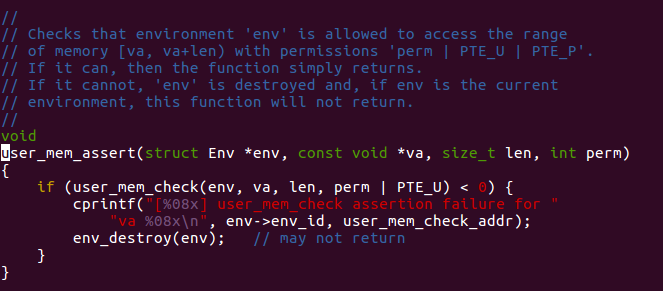 //
// Checks that environment 'env' is allowed to access the range
// of memory [va, va+len) with permissions 'perm | PTE_U | PTE_P'.
// If it can, then the function simply returns.
// If it cannot, 'env' is destroyed and, if env is the current
// environment, this function will not return.
//
void
user_mem_assert(struct Env *env, const void *va, size_t len, int perm)
{
    if (user_mem_check(env, va, len, perm | PTE_U) < 0) {
        cprintf("[%08x] user_mem_check assertion failure for "
            "va %08x\n", env->env_id, user_mem_check_addr);
        env_destroy(env);   // may not return
    }
}